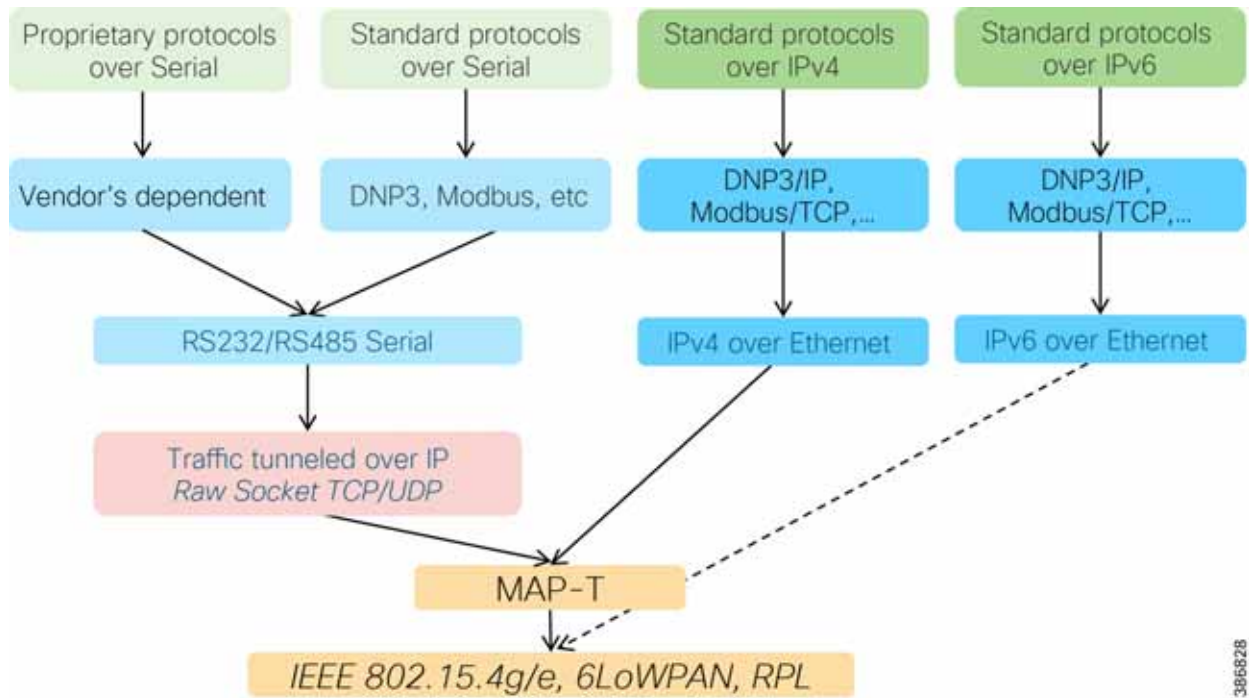 Proprietary protocols
over Serial
Standard protocols
over Serial
Standard protocols
over IPv4
Standard protocols
over IPv6
Vendor's dependent
DNP3, Modbus, etc
DNP3/IP,
Modbus/TCP,...
DNP3/IP,
Modbus/TCP,...
RS232/RS485 Serial
IPv4 over Ethernet
IPv6 over Ethernet
Traffic tunneled over IP
Raw Socket TCP/UDP
MAP-T
IEEE 802.15.4g/e, 6LoWPAN, RPL
386828